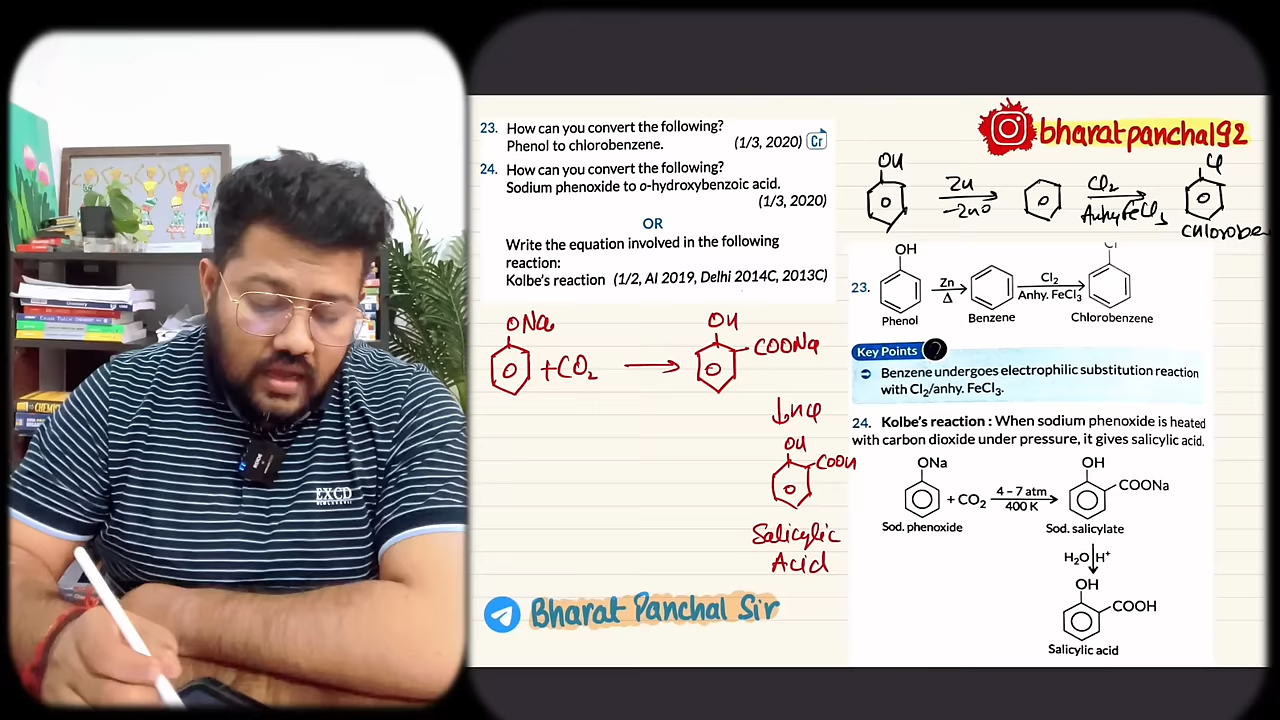 23. How can you convert the following?
Phenol to chlorobenzene. (1/3, 2020) Cr
24. How can you convert the following?
Sodium phenoxide to o-hydroxybenzoic acid.
(1/3, 2020)
OR
Write the equation involved in the following
reaction:
Kolbe's reaction (1/2, AI 2019, Delhi 2014C, 2013C)
ONa
+CO₂
OH
COONa
↓HCl
OH
COOH
Salicylic
Acid
Bharat Panchal Sir
bharatpanchal92
OH
Zn
-ZnO
Cl₂
Anhy FeCl₃
Cl
Chloroben
23.
OH
Zn
Δ
Cl₂
Anhy. FeCl₃
Cl
Phenol Benzene Chlorobenzene
Key Points
Benzene undergoes electrophilic substitution reaction
with Cl₂/anhy. FeCl₃.
24. Kolbe's reaction : When sodium phenoxide is heated
with carbon dioxide under pressure, it gives salicylic acid.
ONa
+ CO₂
4 – 7 atm
400 K
OH
COONa
Sod. phenoxide Sod. salicylate
H₂O H⁺
OH
COOH
Salicylic acid
EXCD